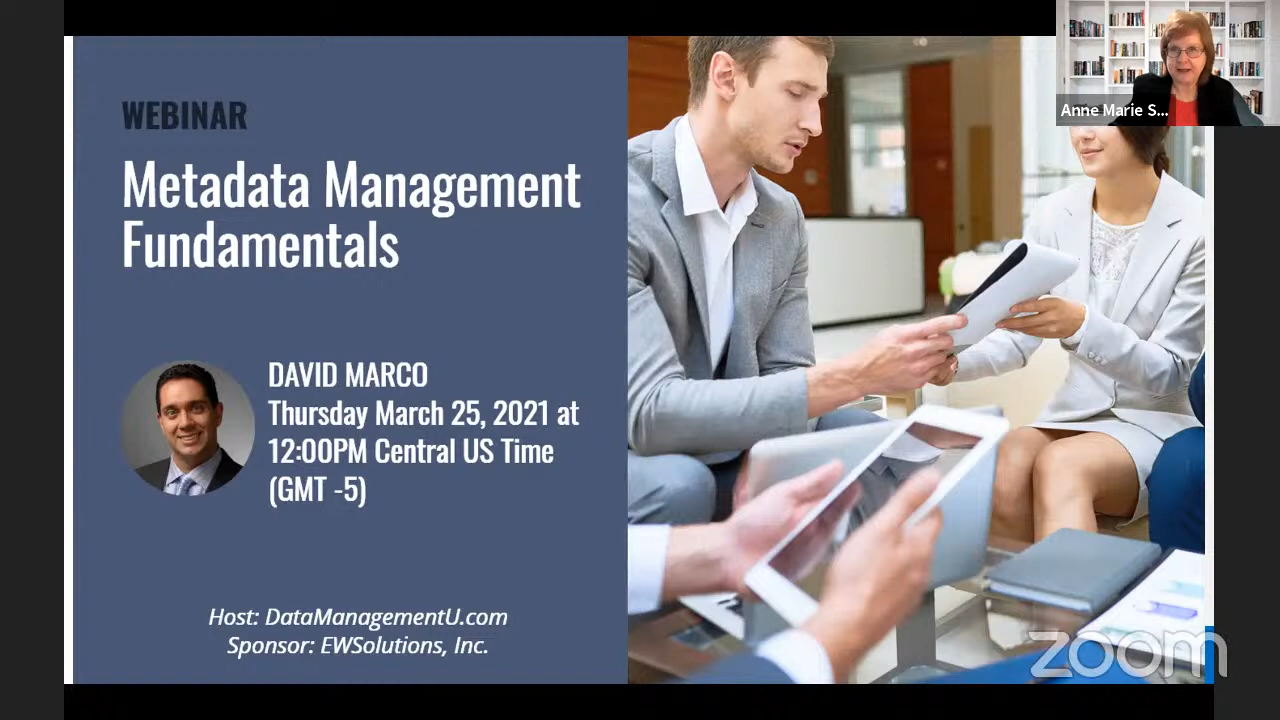 WEBINAR
Metadata Management
Fundamentals
DAVID MARCO
Thursday March 25, 2021 at
12:00PM Central US Time
(GMT -5)
Host: DataManagementU.com
Sponsor: EWSolutions, Inc.
Anne Marie S...
zoom